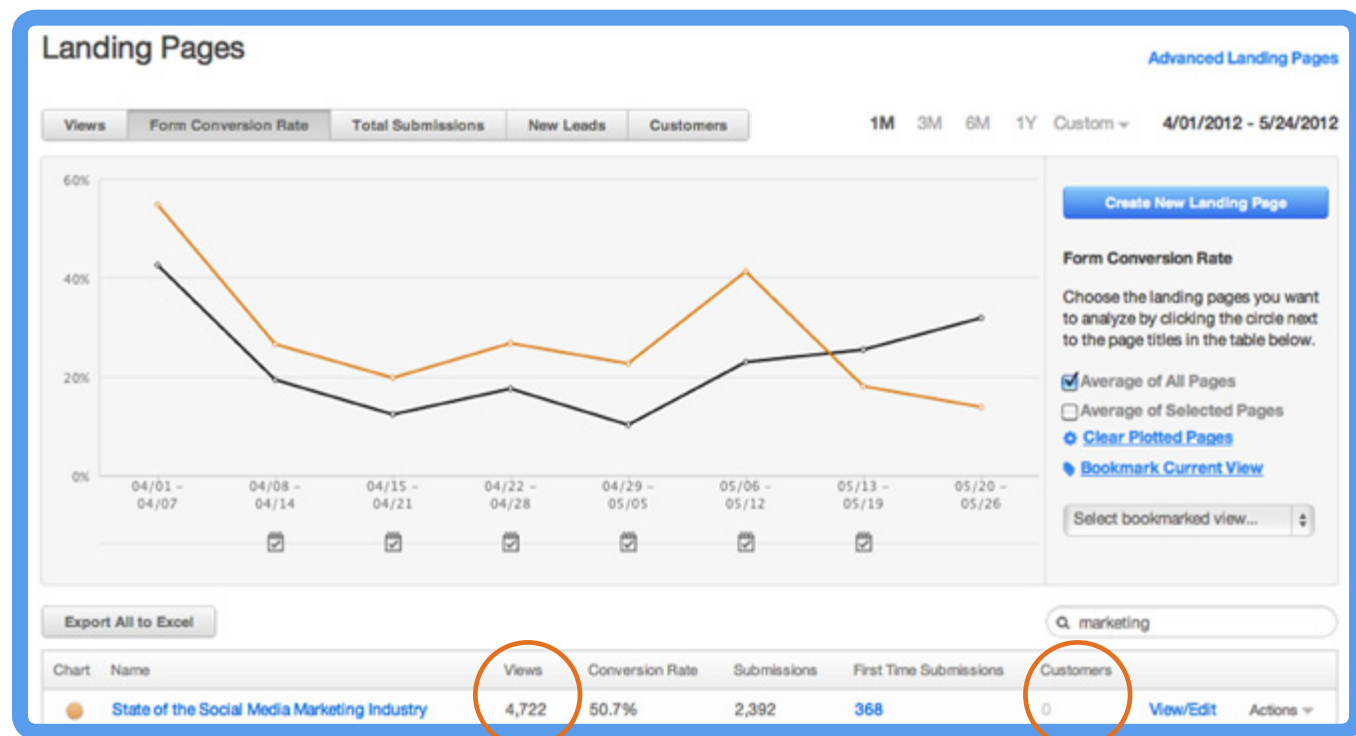 Landing Pages
Advanced Landing Pages
Views Form Conversion Rate Total Submissions New Leads Customers
1M 3M 6M 1Y Custom 4/01/2012 - 5/24/2012
60%
40%
20%
0%
04/01 - 04/08 - 04/15 - 04/22 - 04/29 - 05/06 - 05/13 - 05/20 -
04/07 04/14 04/21 04/28 05/05 05/12 05/19 05/26
Create New Landing Page
Form Conversion Rate
Choose the landing pages you want
to analyze by clicking the circle next
to the page titles in the table below.
Average of All Pages
Average of Selected Pages
Clear Plotted Pages
Bookmark Current View
Select bookmarked view...
Export All to Excel
marketing
Chart Name Views Conversion Rate Submissions First Time Submissions Customers
State of the Social Media Marketing Industry 4,722 50.7% 2,392 368 0 View/Edit Actions